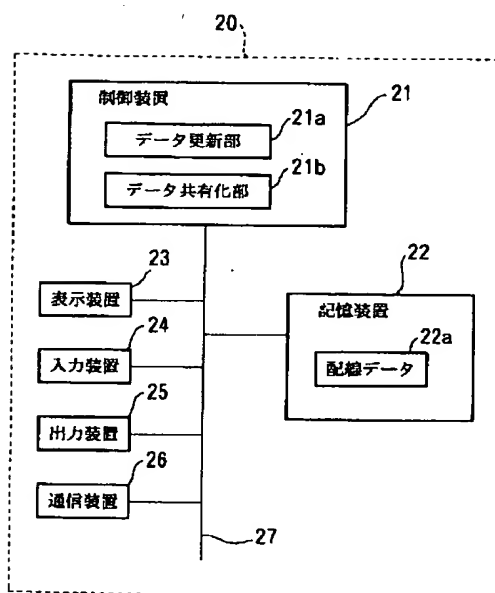 20
制御装置
21
データ更新部
21a
データ共有化部
21b
23
表示装置
24
入力装置
25
出力装置
26
通信装置
22
記憶装置
22a
配線データ
27